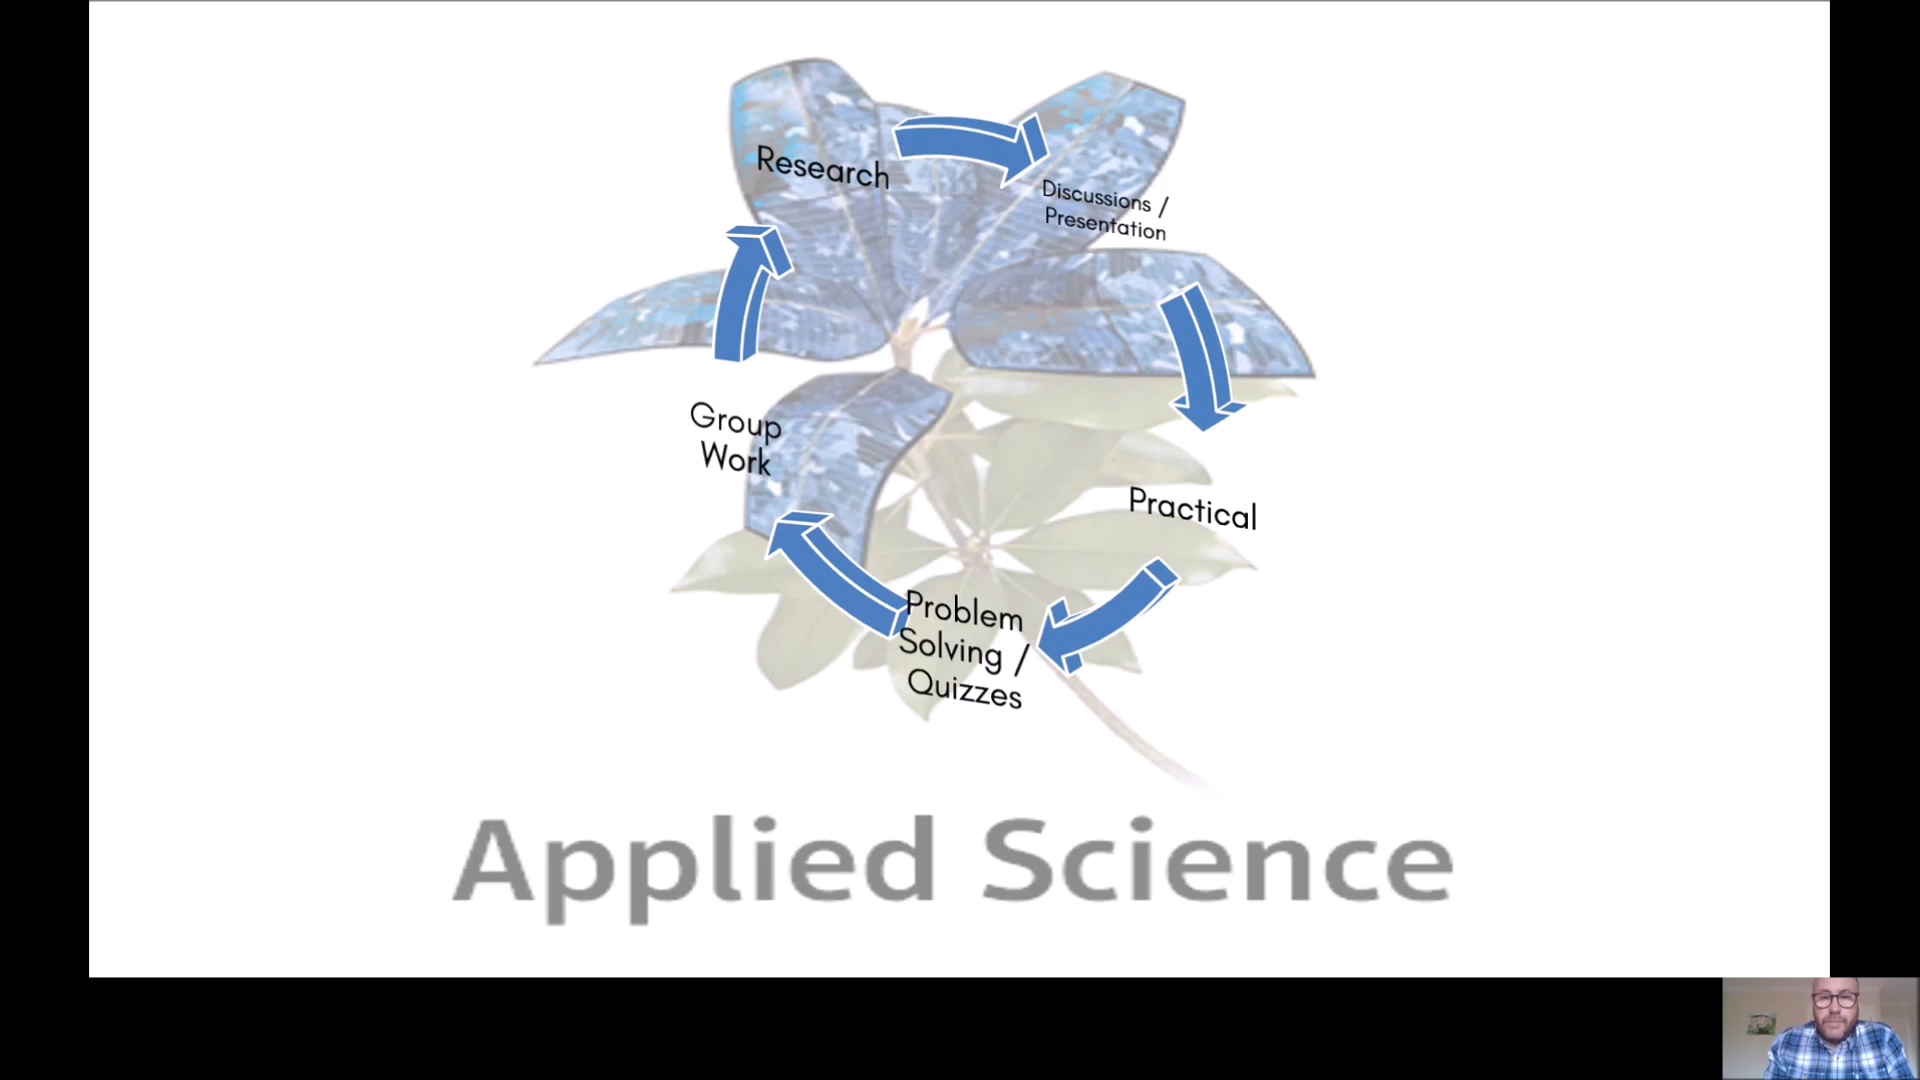 Research
Discussions /
Presentation
Group
Work
Practical
Problem
Solving /
Quizzes
Applied Science